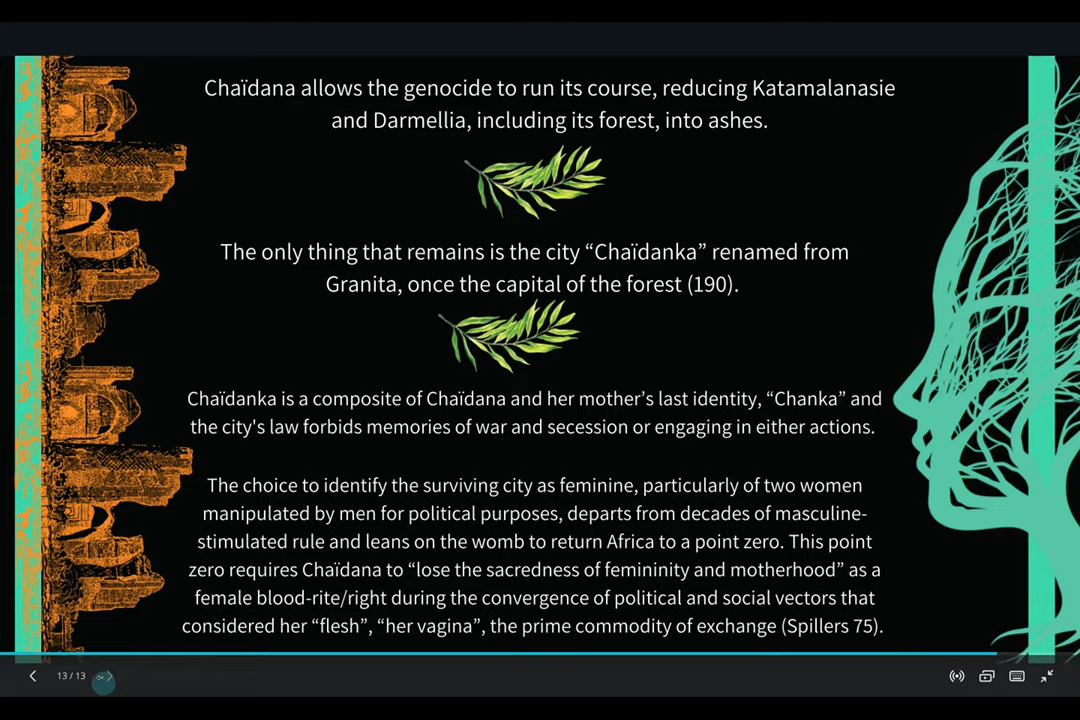 Chaïdana allows the genocide to run its course, reducing Katamalanasie
and Darmellia, including its forest, into ashes.
The only thing that remains is the city “Chaïdanka” renamed from
Granita, once the capital of the forest (190).
Chaïdanka is a composite of Chaïdana and her mother’s last identity, “Chanka” and
the city's law forbids memories of war and secession or engaging in either actions.
The choice to identify the surviving city as feminine, particularly of two women
manipulated by men for political purposes, departs from decades of masculine-
stimulated rule and leans on the womb to return Africa to a point zero. This point
zero requires Chaïdana to “lose the sacredness of femininity and motherhood” as a
female blood-rite/right during the convergence of political and social vectors that
considered her “flesh”, “her vagina”, the prime commodity of exchange (Spillers 75).
13 / 13